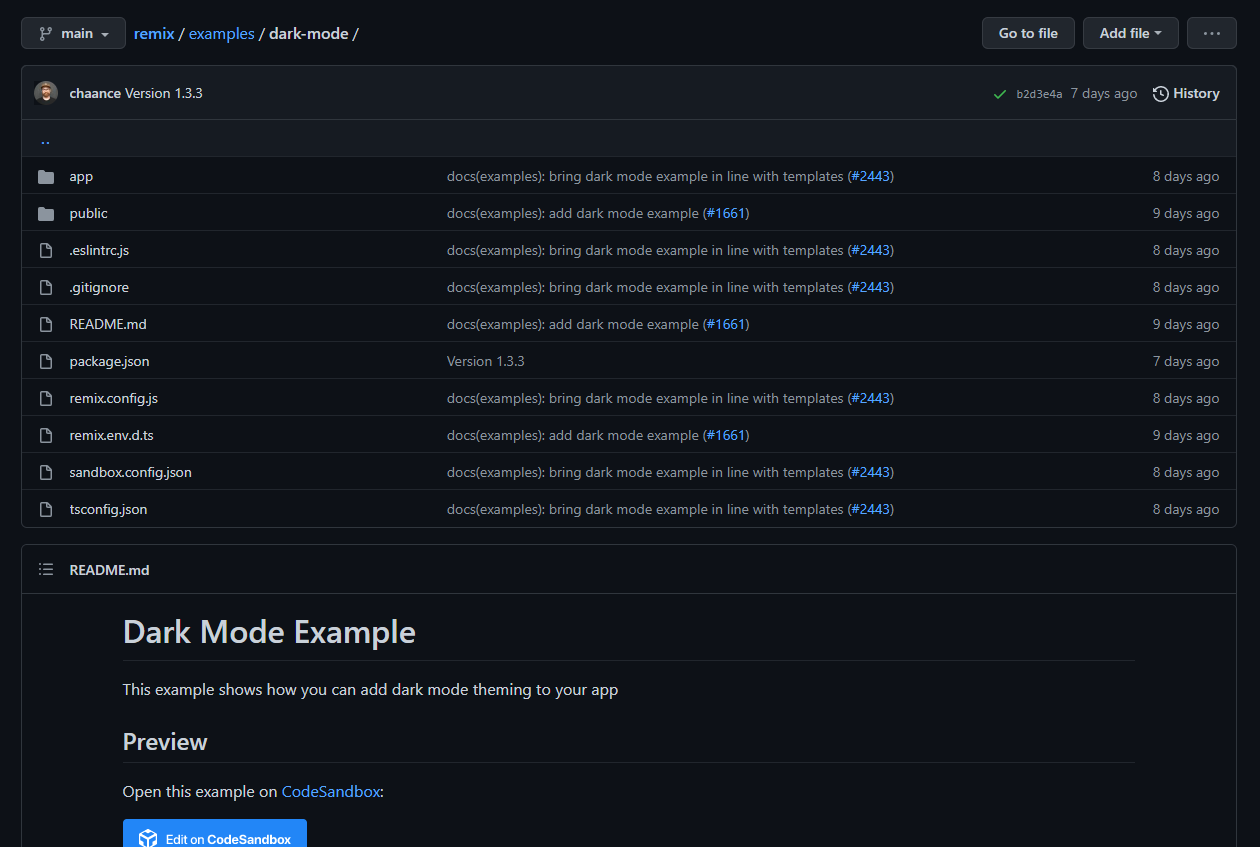 main remix / examples / dark-mode / Go to file Add file ...
chaance Version 1.3.3 b2d3e4a 7 days ago History
..
app docs(examples): bring dark mode example in line with templates (#2443) 8 days ago
public docs(examples): add dark mode example (#1661) 9 days ago
.eslintrc.js docs(examples): bring dark mode example in line with templates (#2443) 8 days ago
.gitignore docs(examples): bring dark mode example in line with templates (#2443) 8 days ago
README.md docs(examples): add dark mode example (#1661) 9 days ago
package.json Version 1.3.3 7 days ago
remix.config.js docs(examples): bring dark mode example in line with templates (#2443) 8 days ago
remix.env.d.ts docs(examples): add dark mode example (#1661) 9 days ago
sandbox.config.json docs(examples): bring dark mode example in line with templates (#2443) 8 days ago
tsconfig.json docs(examples): bring dark mode example in line with templates (#2443) 8 days ago
README.md
Dark Mode Example
This example shows how you can add dark mode theming to your app
Preview
Open this example on CodeSandbox:
Edit on CodeSandbox